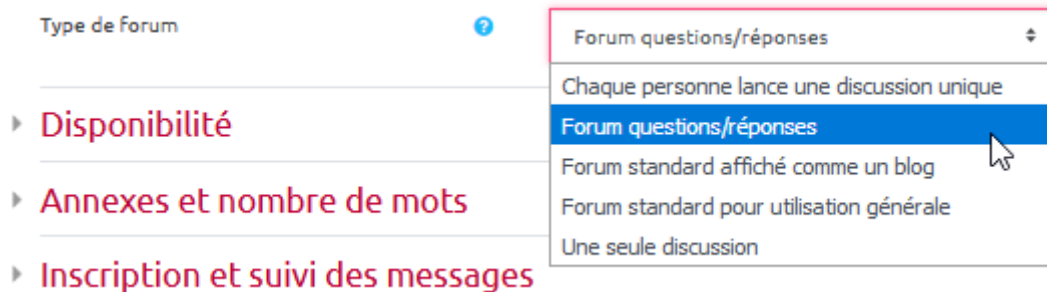 Type de forum
Forum questions/réponses
Chaque personne lance une discussion unique
Forum questions/réponses
Forum standard affiché comme un blog
Forum standard pour utilisation générale
Une seule discussion
Disponibilité
Annexes et nombre de mots
Inscription et suivi des messages